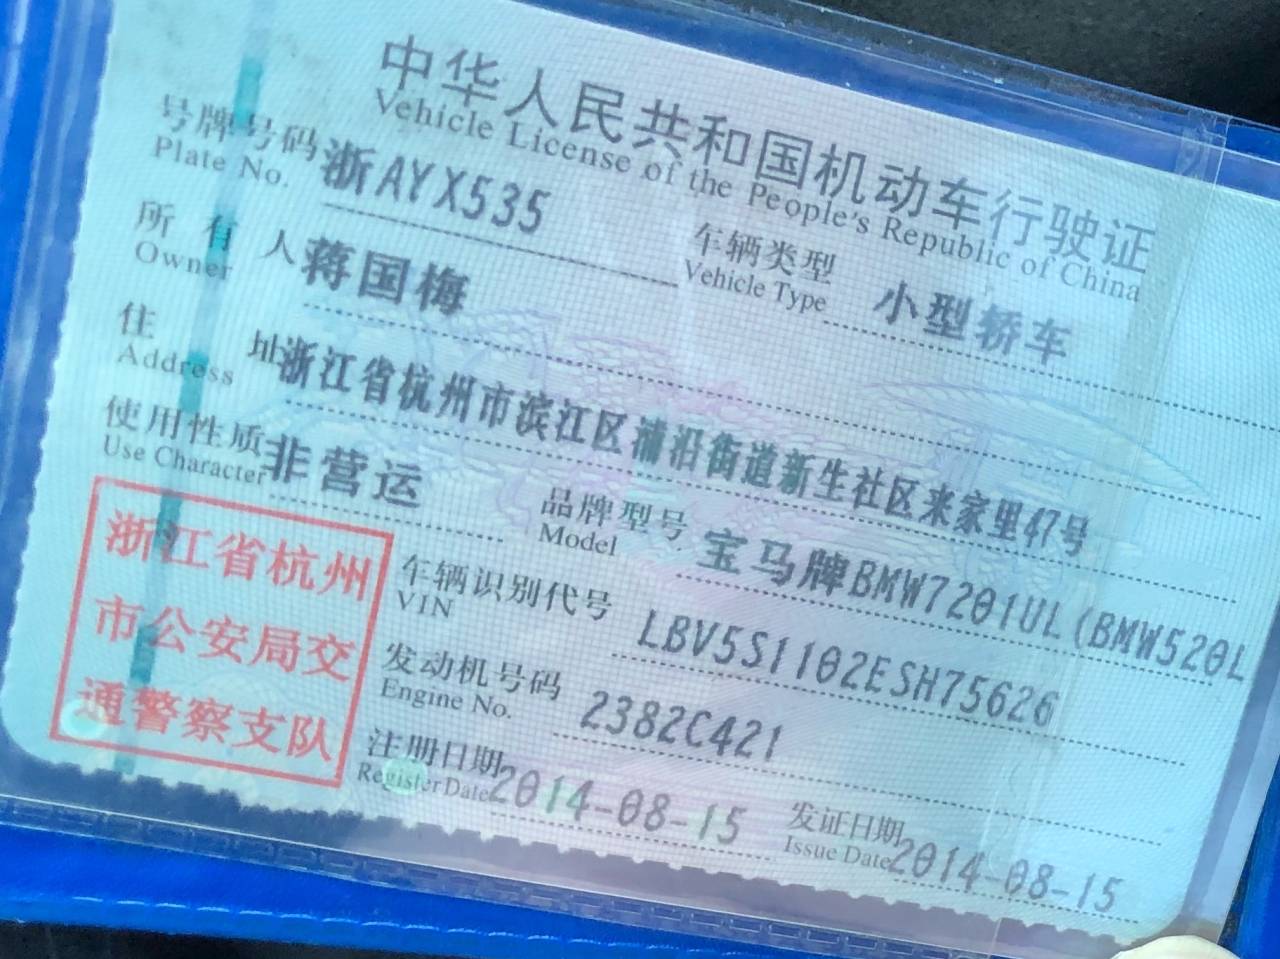 中华人民共和国机动车行驶证
Vehicle License of the People's Republic of China
号牌号码 浙AYX535 车辆类型 小型轿车
Plate No. Vehicle Type
所有人 蒋国梅
Owner
住址 浙江省杭州市滨江区浦沿街道新生社区来家里47号
Address
使用性质 非营运 品牌型号 宝马牌BMW7201UL(BMW520L
Use Character Model
车辆识别代号 LBV5S1102ESH75626
VIN
发动机号码 2382C421
Engine No.
注册日期 2014-08-15 发证日期 2014-08-15
Register Date Issue Date
浙江省杭州
市公安局交
通警察支队